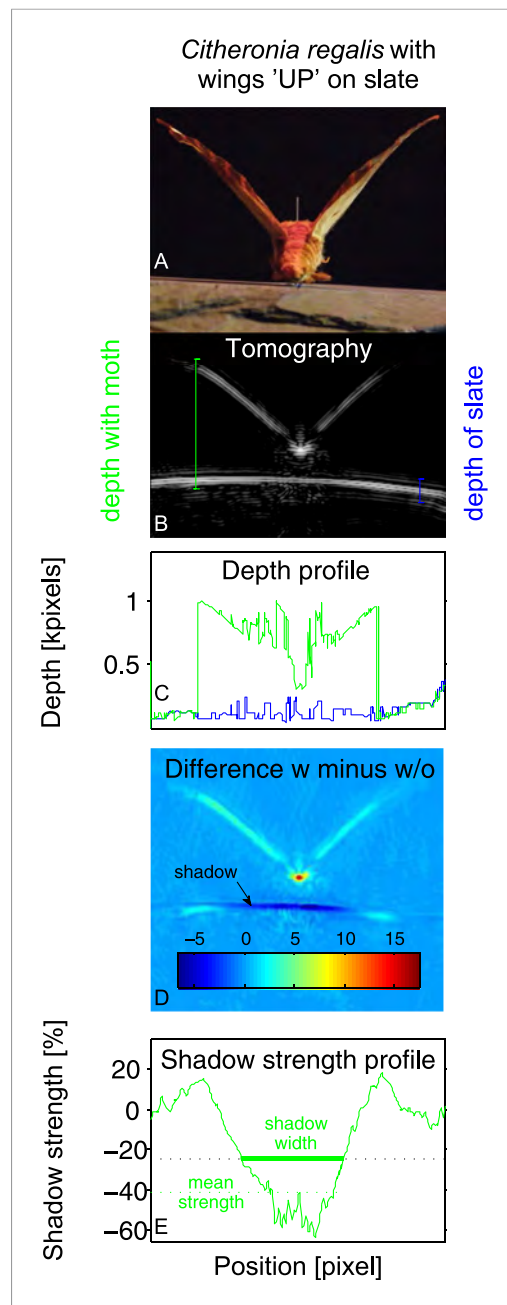 Citheronia regalis with
wings 'UP' on slate
A
Tomography
depth with moth
depth of slate
B
Depth profile
Depth [kpixels]
1
0.5
C
Difference w minus w/o
shadow
−5 0 5 10 15
D
Shadow strength profile
Shadow strength [%]
20
0
−20
−40
−60
shadow
width
mean
strength
E
Position [pixel]